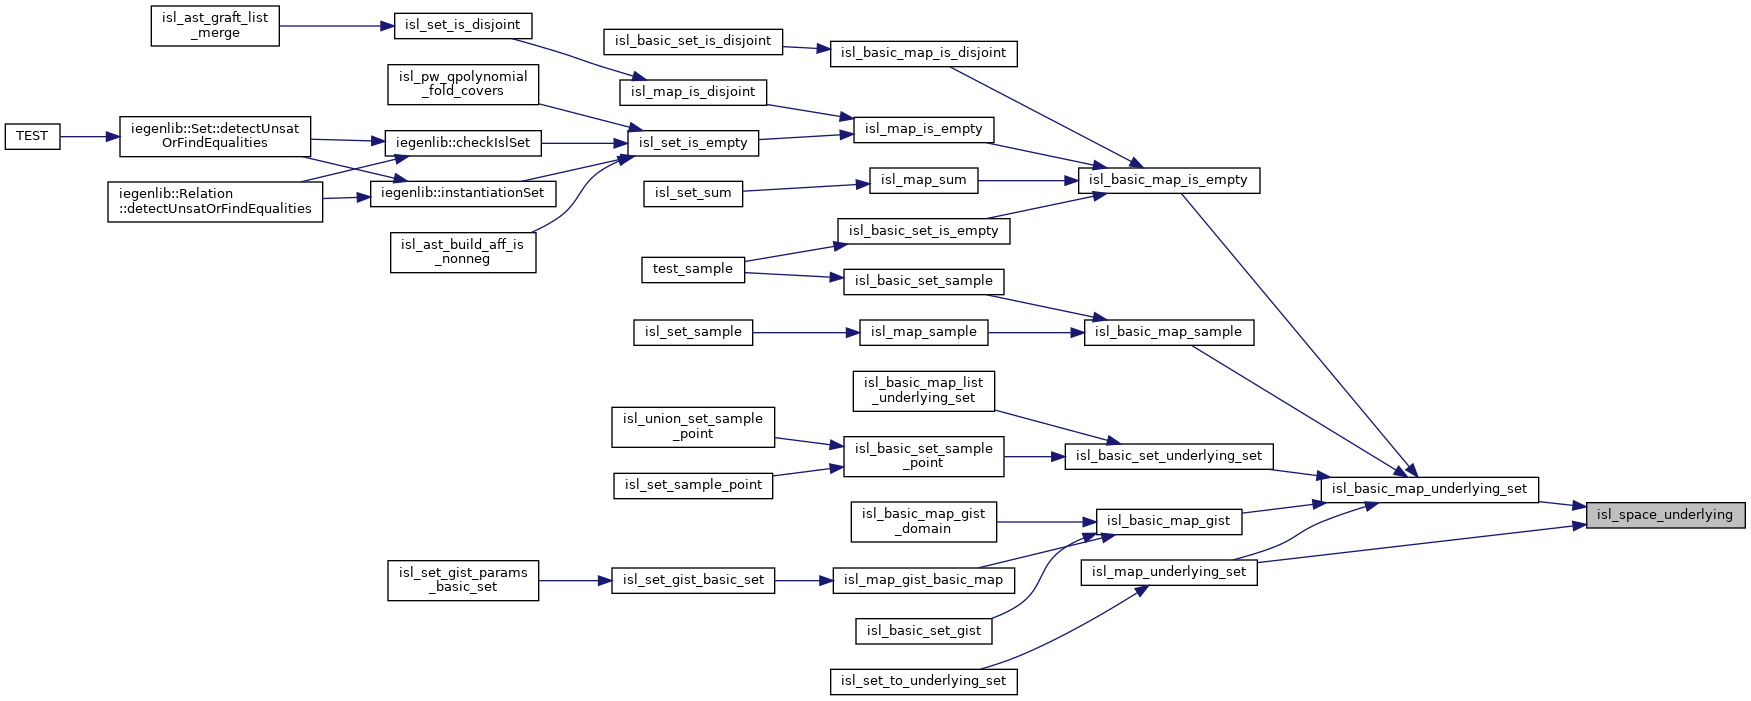 isl_ast_graft_list
_merge
isl_set_is_disjoint
isl_basic_set_is_disjoint
isl_basic_map_is_disjoint
isl_pw_qpolynomial
_fold_covers
isl_map_is_disjoint
TEST
iegenlib::Set::detectUnsat
OrFindEqualities
iegenlib::checkIslSet
isl_set_is_empty
isl_map_is_empty
iegenlib::Relation
::detectUnsatOrFindEqualities
iegenlib::instantiationSet
isl_set_sum
isl_map_sum
isl_basic_map_is_empty
isl_ast_build_aff_is
_nonneg
isl_basic_set_is_empty
test_sample
isl_basic_set_sample
isl_set_sample
isl_map_sample
isl_basic_map_sample
isl_basic_map_list
_underlying_set
isl_union_set_sample
_point
isl_basic_set_sample
_point
isl_basic_set_underlying_set
isl_set_sample_point
isl_basic_map_underlying_set
isl_space_underlying
isl_basic_map_gist
_domain
isl_basic_map_gist
isl_set_gist_params
_basic_set
isl_set_gist_basic_set
isl_map_gist_basic_map
isl_map_underlying_set
isl_basic_set_gist
isl_set_to_underlying_set